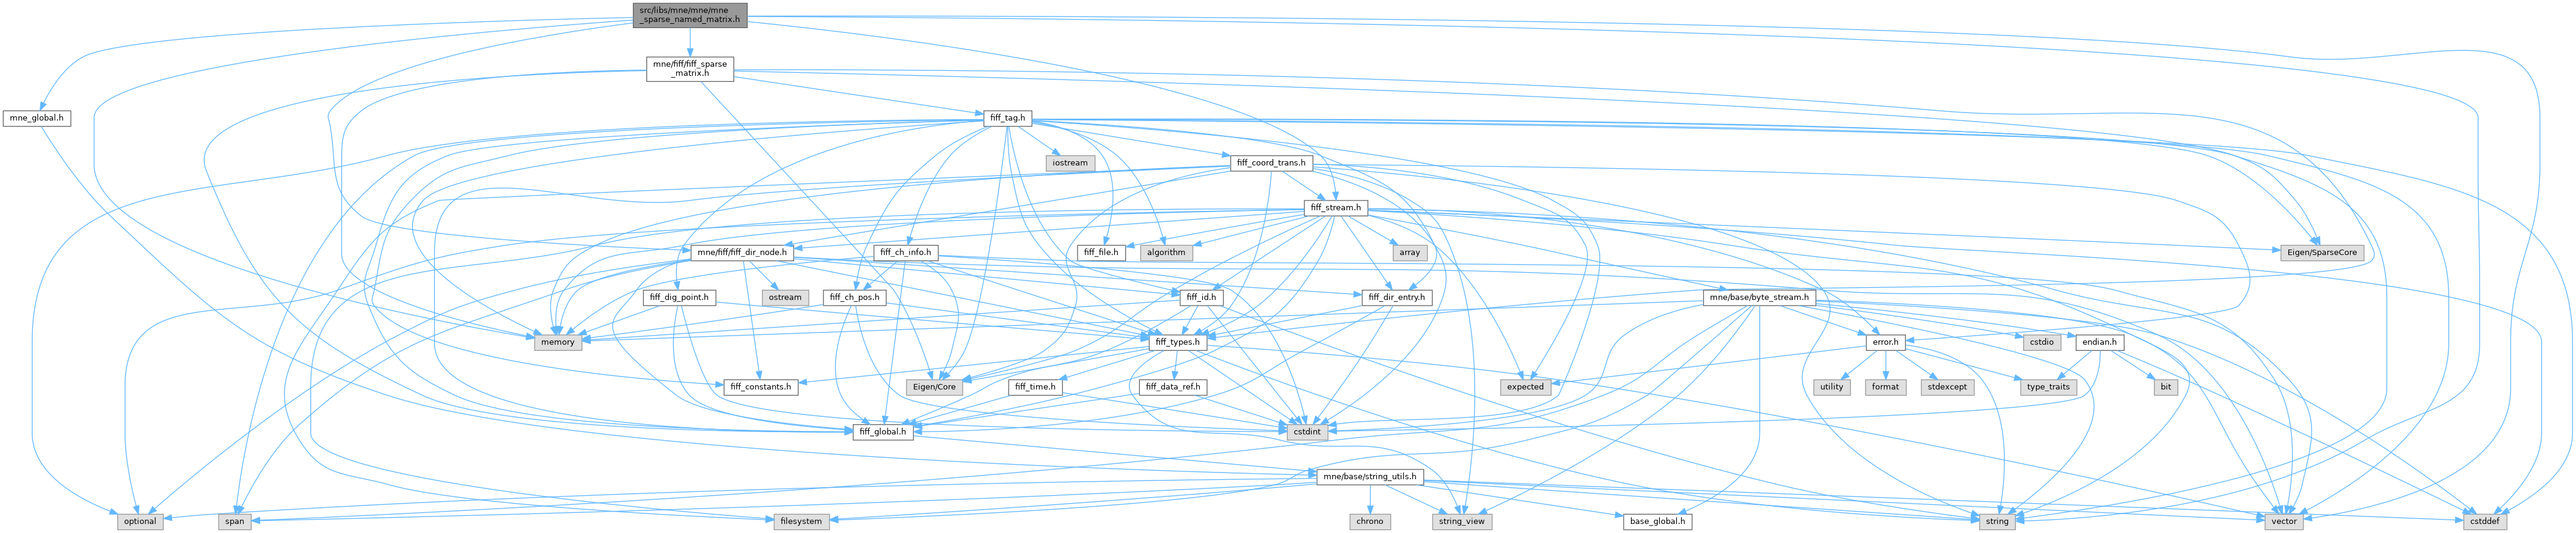 src/libs/mne/mne/mne
_sparse_named_matrix.h
mne/fiff/fiff_sparse
_matrix.h
mne_global.h
fiff_tag.h
iostream
fiff_coord_trans.h
fiff_stream.h
mne/fiff/fiff_dir_node.h
fiff_ch_info.h
fiff_file.h
algorithm
array
Eigen/SparseCore
fiff_dig_point.h
ostream
fiff_ch_pos.h
fiff_id.h
fiff_dir_entry.h
mne/base/byte_stream.h
memory
fiff_types.h
error.h
cstdio
endian.h
fiff_constants.h
Eigen/Core
fiff_time.h
fiff_data_ref.h
expected
utility
format
stdexcept
type_traits
bit
fiff_global.h
cstdint
mne/base/string_utils.h
optional
span
filesystem
chrono
string_view
base_global.h
string
vector
cstddef